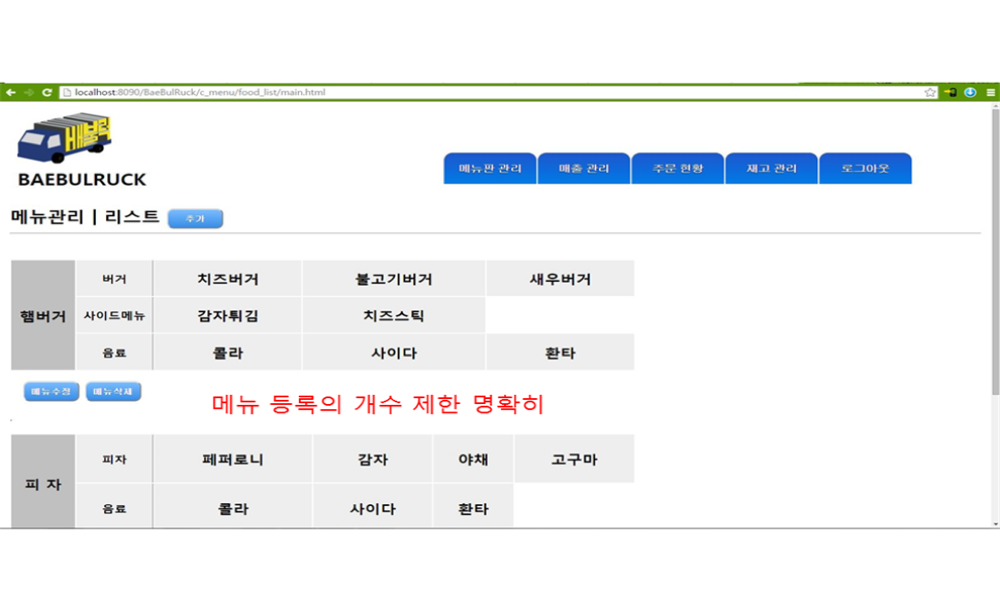 localhost:8090/BaeBulRuck/c_menu/food_list/main.html
배불뤽
BAEBULRUCK
메뉴판 관리 매출 관리 주문 현황 재고 관리 로그아웃
메뉴관리 | 리스트 추가
버거 치즈버거 불고기버거 새우버거
햄버거 사이드메뉴 감자튀김 치즈스틱
음료 콜라 사이다 환타
메뉴수정 메뉴삭제
메뉴 등록의 개수 제한 명확히
피자 페퍼로니 감자 야채 고구마
피 자
음료 콜라 사이다 환타